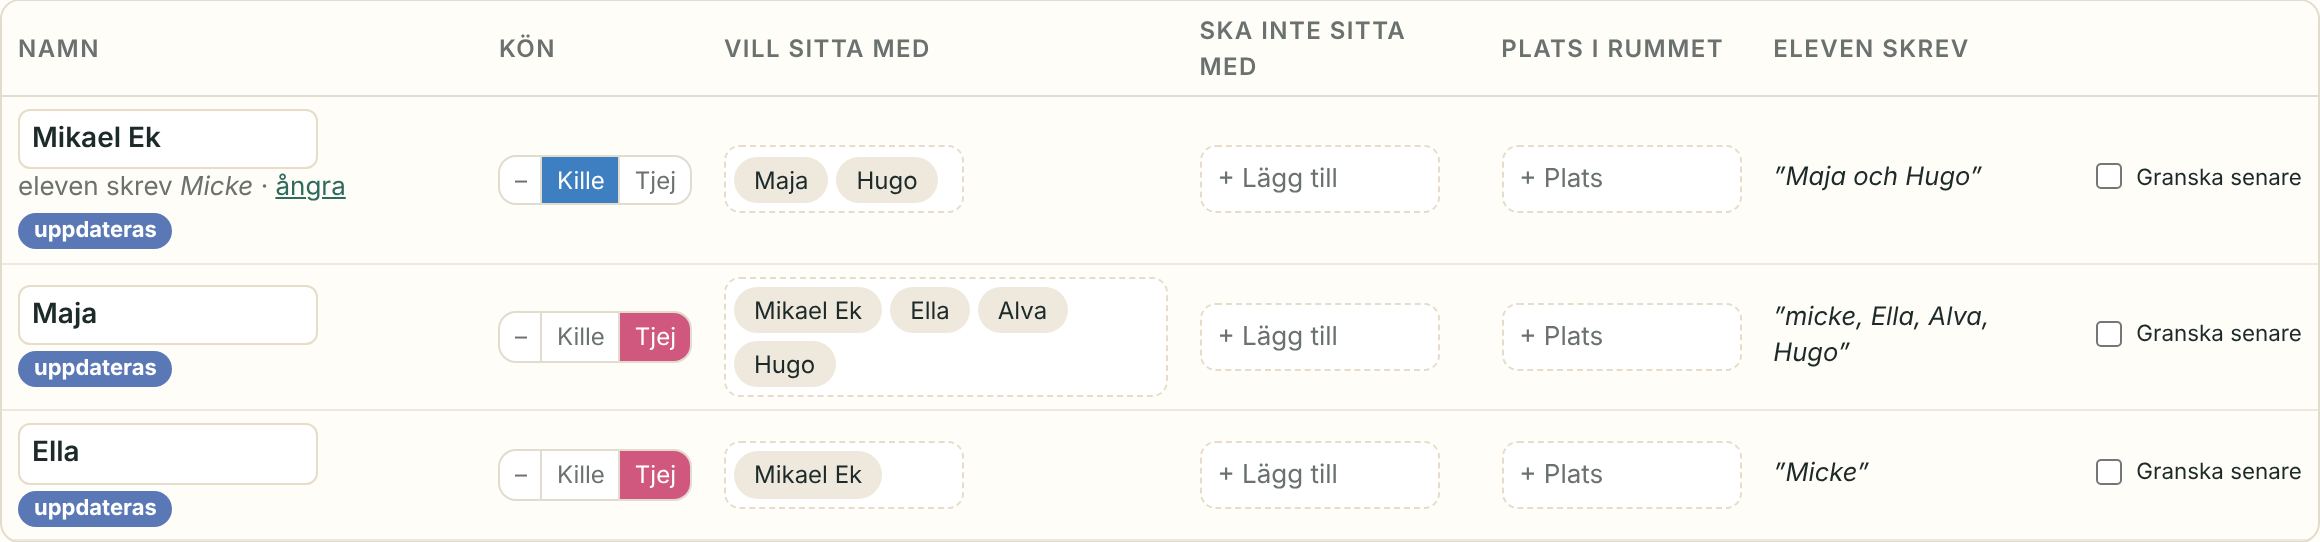 NAMN KÖN VILL SITTA MED SKA INTE SITTA MED PLATS I RUMMET ELEVEN SKREV
Mikael Ek
eleven skrev Micke · ångra
uppdateras
– Kille Tjej
Maja Hugo
+ Lägg till
+ Plats
”Maja och Hugo”
Granska senare
Maja
uppdateras
– Kille Tjej
Mikael Ek Ella Alva
Hugo
+ Lägg till
+ Plats
”micke, Ella, Alva,
Hugo”
Granska senare
Ella
uppdateras
– Kille Tjej
Mikael Ek
+ Lägg till
+ Plats
”Micke”
Granska senare